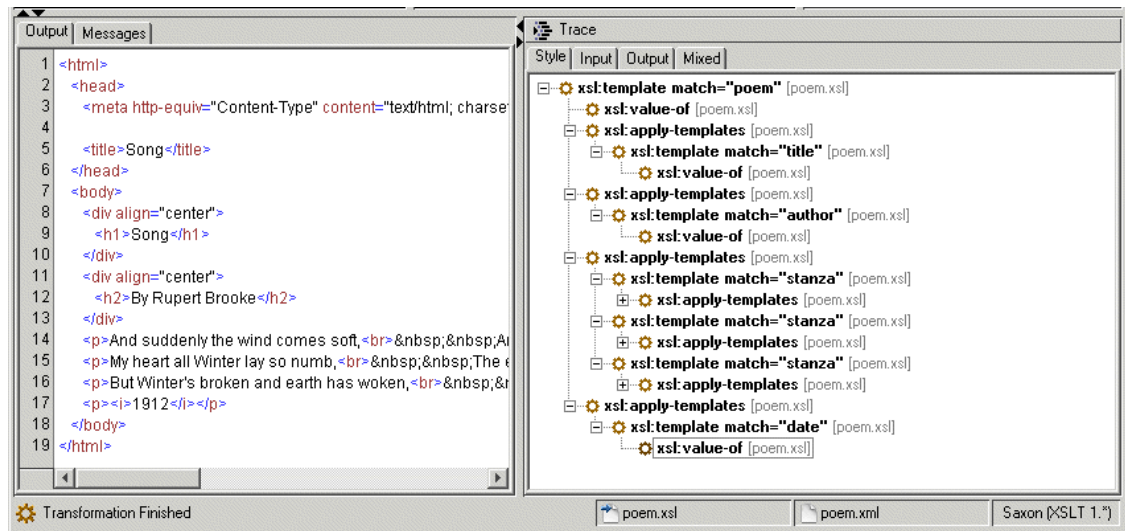 Output Messages
1 <html>
2 <head>
3 <meta http-equiv="Content-Type" content="text/html; charse
4
5 <title>Song</title>
6 </head>
7 <body>
8 <div align="center">
9 <h1>Song</h1>
10 </div>
11 <div align="center">
12 <h2>By Rupert Brooke</h2>
13 </div>
14 <p>And suddenly the wind comes soft,<br>&nbsp;&nbsp;A
15 <p>My heart all Winter lay so numb,<br>&nbsp;&nbsp;The e
16 <p>But Winter's broken and earth has woken,<br>&nbsp;&
17 <p><i>1912</i></p>
18 </body>
19 </html>
Trace
Style Input Output Mixed
xsl:template match="poem" [poem.xsl]
xsl:value-of [poem.xsl]
xsl:apply-templates [poem.xsl]
xsl:template match="title" [poem.xsl]
xsl:value-of [poem.xsl]
xsl:apply-templates [poem.xsl]
xsl:template match="author" [poem.xsl]
xsl:value-of [poem.xsl]
xsl:apply-templates [poem.xsl]
xsl:template match="stanza" [poem.xsl]
xsl:apply-templates [poem.xsl]
xsl:template match="stanza" [poem.xsl]
xsl:apply-templates [poem.xsl]
xsl:template match="stanza" [poem.xsl]
xsl:apply-templates [poem.xsl]
xsl:apply-templates [poem.xsl]
xsl:template match="date" [poem.xsl]
xsl:value-of [poem.xsl]
Transformation Finished
poem.xsl
poem.xml
Saxon (XSLT 1.*)